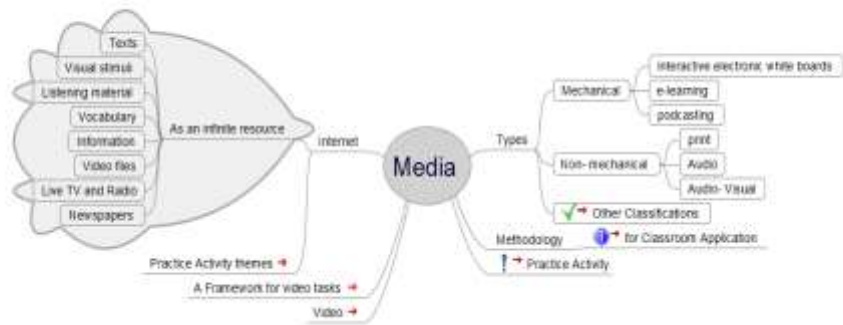 Media
Texts
Visual stimuli
Listening material
Vocabulary
Information
Video files
Live TV and Radio
Newspapers
As an infinite resource
Internet
Practice Activity themes
A Framework for video tasks
Video
Types
Mechanical
Interactive electronic white boards
e-learning
podcasting
Non- mechanical
print
Audio
Audio- Visual
Other Classifications
Methodology
for Classroom Application
Practice Activity